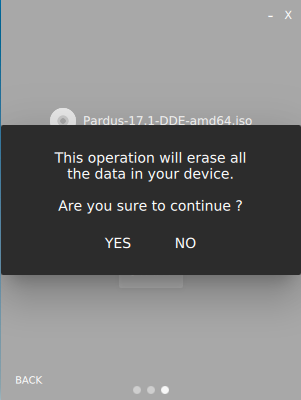 – X
Pardus-17.1-DDE-amd64.iso
This operation will erase all
the data in your device.
Are you sure to continue ?
YES NO
BACK